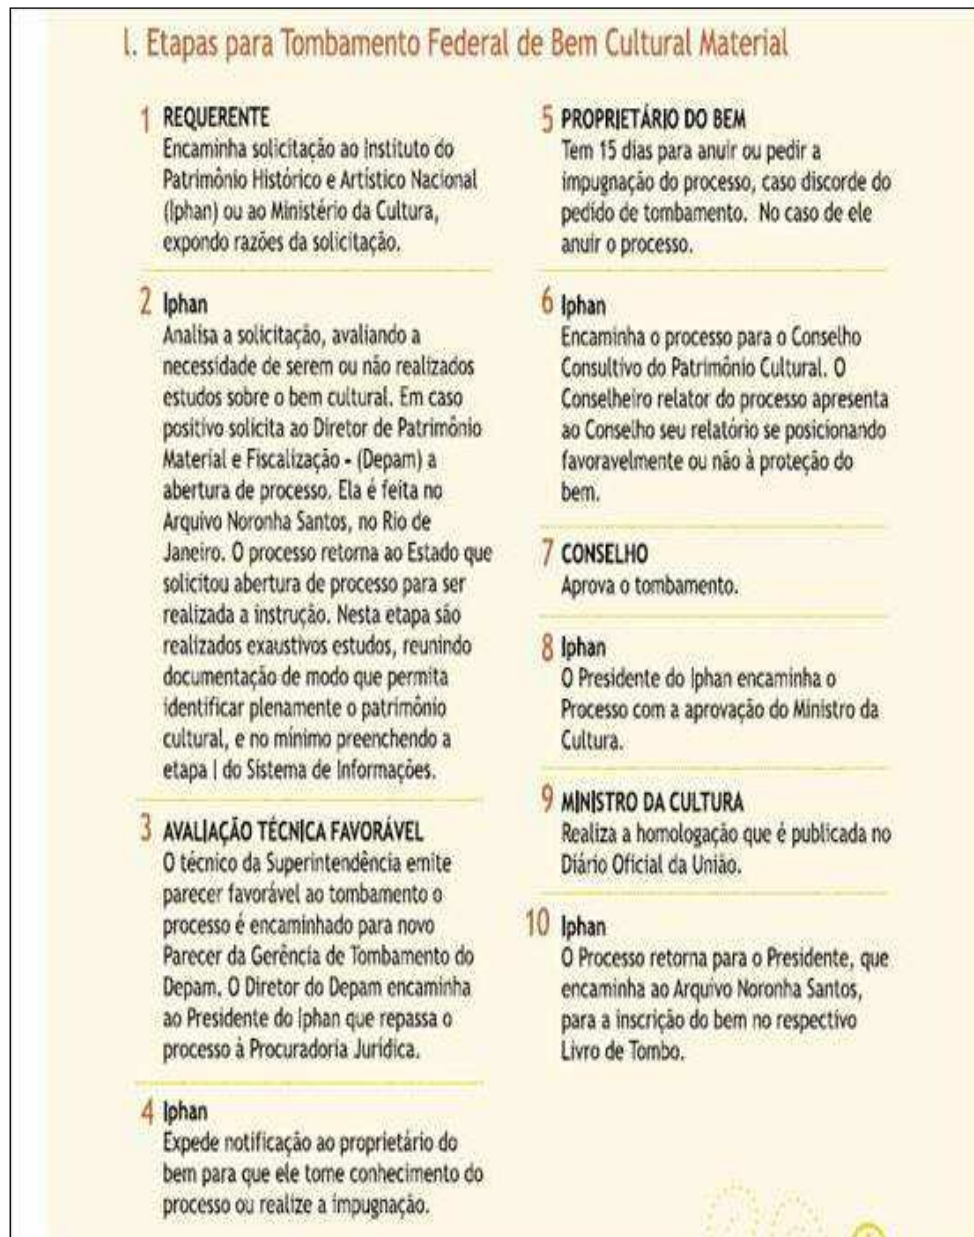 I. Etapas para Tombamento Federal de Bem Cultural Material
1 REQUERENTE
Encaminha solicitação ao Instituto do
Patrimônio Histórico e Artístico Nacional
(Iphan) ou ao Ministério da Cultura,
expondo razões da solicitação.
2 Iphan
Analisa a solicitação, avaliando a
necessidade de serem ou não realizados
estudos sobre o bem cultural. Em caso
positivo solicita ao Diretor de Patrimônio
Material e Fiscalização - (Depam) a
abertura de processo. Ela é feita no
Arquivo Noronha Santos, no Rio de
Janeiro. O processo retorna ao Estado que
solicitou abertura de processo para ser
realizada a instrução. Nesta etapa são
realizados exaustivos estudos, reunindo
documentação de modo que permita
identificar plenamente o patrimônio
cultural, e no mínimo preenchendo a
etapa I do Sistema de Informações.
3 AVALIAÇÃO TÉCNICA FAVORÁVEL
O técnico da Superintendência emite
parecer favorável ao tombamento o
processo é encaminhado para novo
Parecer da Gerência de Tombamento do
Depam. O Diretor do Depam encaminha
ao Presidente do Iphan que repassa o
processo à Procuradoria Jurídica.
4 Iphan
Expede notificação ao proprietário do
bem para que ele tome conhecimento do
processo ou realize a impugnação.
5 PROPRIETÁRIO DO BEM
Tem 15 dias para anuir ou pedir a
impugnação do processo, caso discorde do
pedido de tombamento. No caso de ele
anuir o processo.
6 Iphan
Encaminha o processo para o Conselho
Consultivo do Patrimônio Cultural. O
Conselheiro relator do processo apresenta
ao Conselho seu relatório se posicionando
favoravelmente ou não à proteção do
bem.
7 CONSELHO
Aprova o tombamento.
8 Iphan
O Presidente do Iphan encaminha o
Processo com a aprovação do Ministro da
Cultura.
9 MINISTRO DA CULTURA
Realiza a homologação que é publicada no
Diário Oficial da União.
10 Iphan
O Processo retorna para o Presidente, que
encaminha ao Arquivo Noronha Santos,
para a inscrição do bem no respectivo
Livro de Tombo.